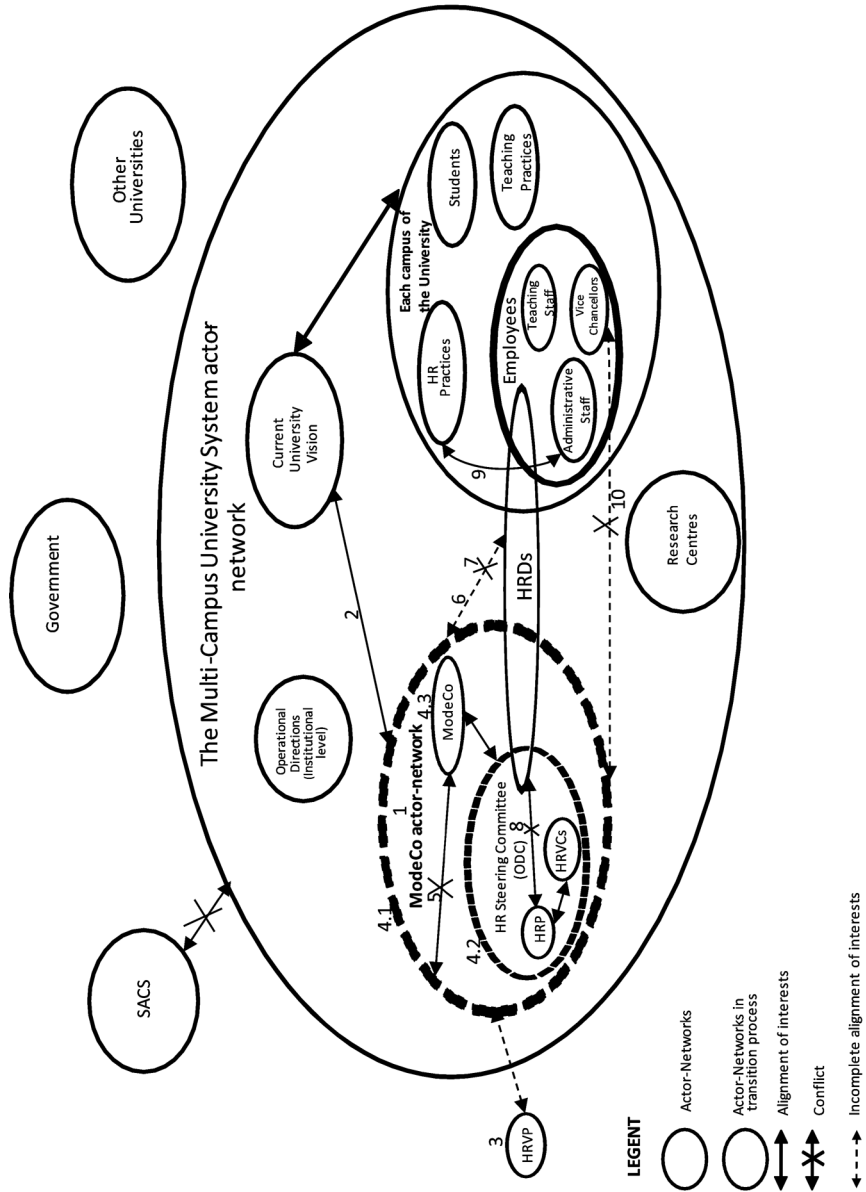 Other
Universities
Government
SACS
The Multi-Campus University System actor
network
Current
University
Vision
Operational
Directions
(Institutional
level)
2
Each campus of
the University
Students
Teaching
Practices
HR
Practices
Employees
Teaching
Staff
Vice
Chancellors
Administrative
Staff
9
10
Research
Centres
HRDs
6
7
4.1
1
ModeCo actor-network
4.3
ModeCo
5
4.2
HR Steering Committee
(ODC)
8
HRP
HRVCs
3
HRVP
LEGENT
Actor-Networks
Actor-Networks in
transition process
Alignment of interests
Conflict
Incomplete alignment of interests